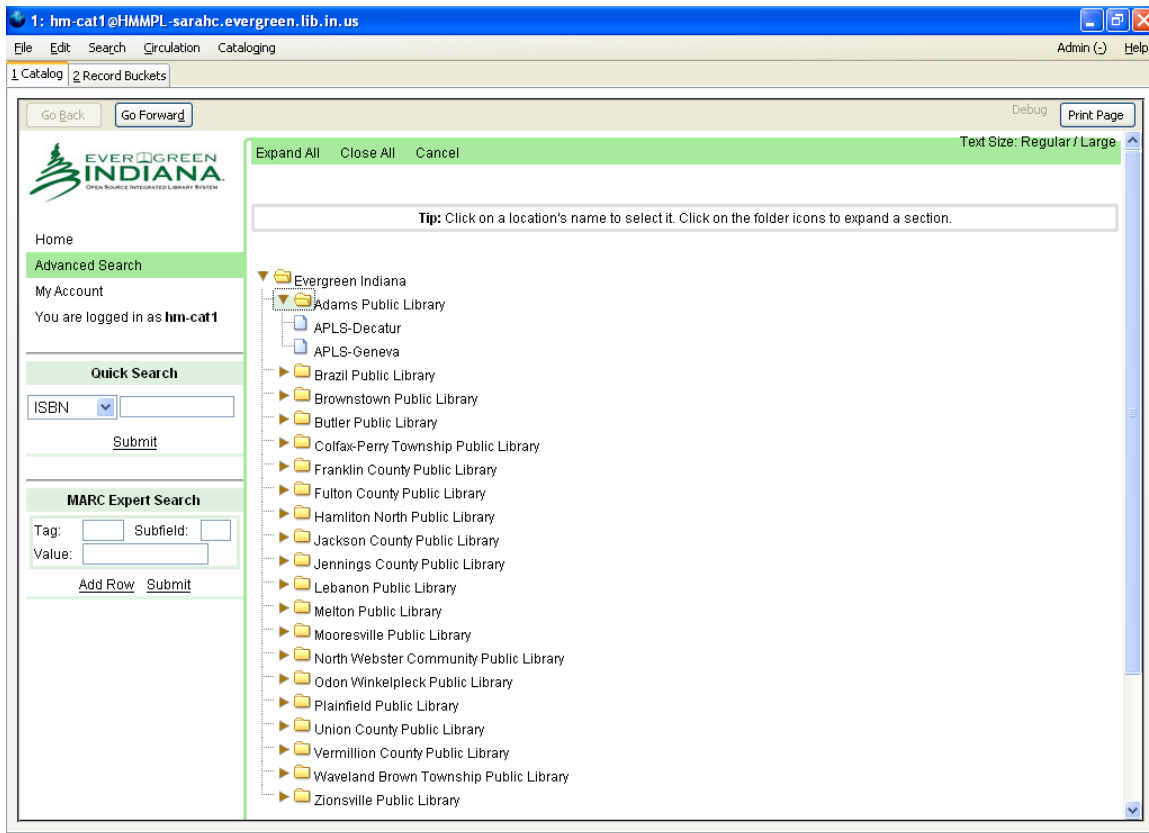 1: hm-cat1@HMMPL-sarahc.evergreen.lib.in.us
File Edit Search Circulation Cataloging Admin (-) Help
1 Catalog 2 Record Buckets
Go Back Go Forward Debug Print Page
EVERGREEN
INDIANA
OPEN SOURCE INTEGRATED LIBRARY SYSTEM
Home
Advanced Search
My Account
You are logged in as hm-cat1
Quick Search
ISBN
Submit
MARC Expert Search
Tag: Subfield:
Value:
Add Row Submit
Text Size: Regular / Large
Expand All Close All Cancel
Tip: Click on a location's name to select it. Click on the folder icons to expand a section.
Evergreen Indiana
Adams Public Library
APLS-Decatur
APLS-Geneva
Brazil Public Library
Brownstown Public Library
Butler Public Library
Colfax-Perry Township Public Library
Franklin County Public Library
Fulton County Public Library
Hamliton North Public Library
Jackson County Public Library
Jennings County Public Library
Lebanon Public Library
Melton Public Library
Mooresville Public Library
North Webster Community Public Library
Odon Winkelpleck Public Library
Plainfield Public Library
Union County Public Library
Vermillion County Public Library
Waveland Brown Township Public Library
Zionsville Public Library